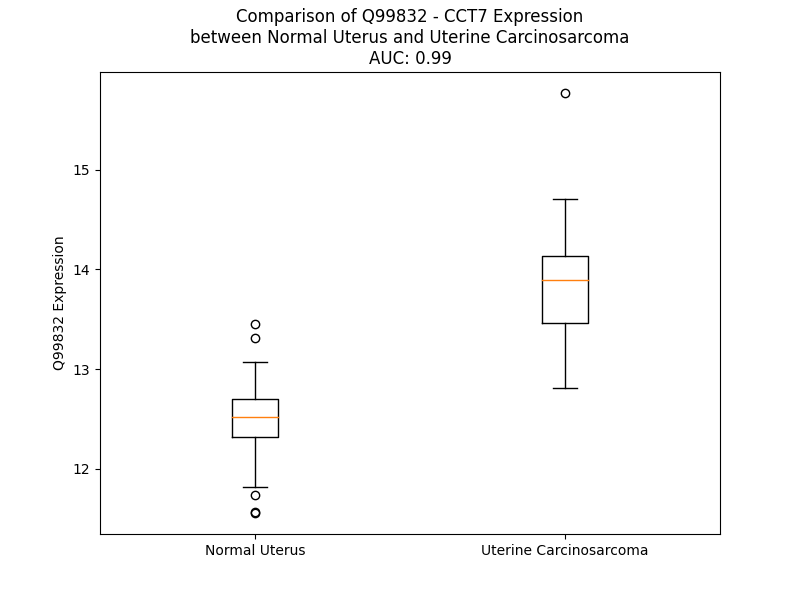 Comparison of Q99832 - CCT7 Expression
between Normal Uterus and Uterine Carcinosarcoma
AUC: 0.99
15
14
13
12
Q99832 Expression
Normal Uterus
Uterine Carcinosarcoma